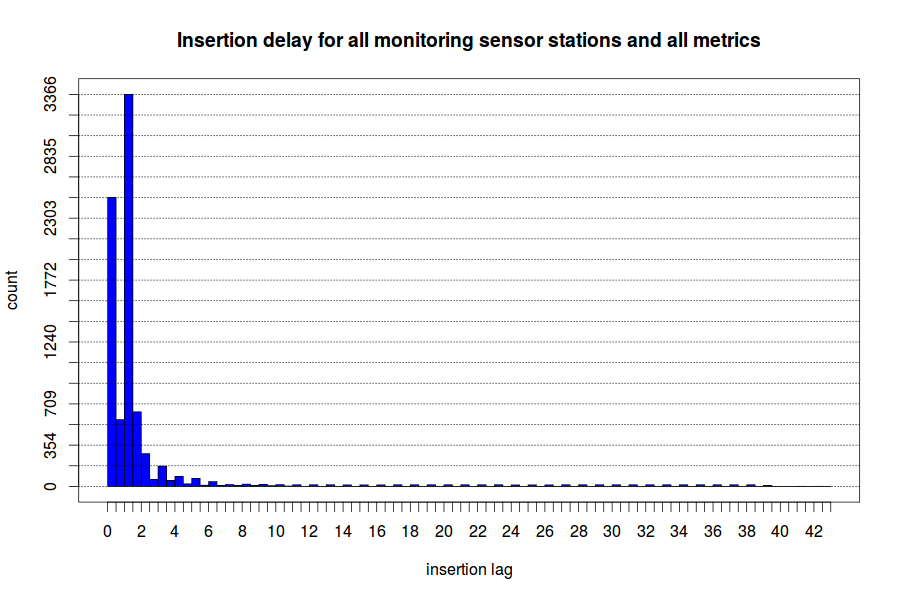 Insertion delay for all monitoring sensor stations and all metrics
3366
2835
2303
1772
1240
709
354
0
count
0 2 4 6 8 10 12 14 16 18 20 22 24 26 28 30 32 34 36 38 40 42
insertion lag